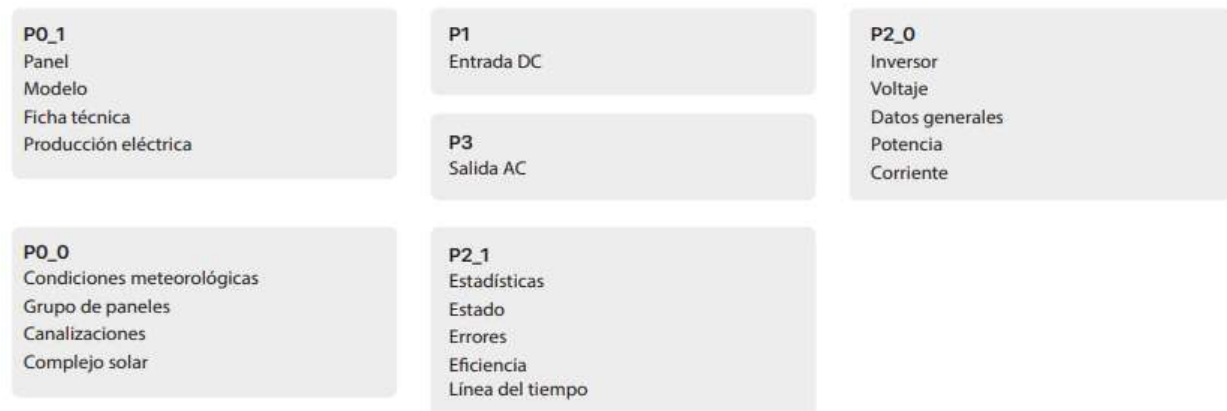 P0_1
Panel
Modelo
Ficha técnica
Producción eléctrica
P1
Entrada DC
P3
Salida AC
P2_0
Inversor
Voltaje
Datos generales
Potencia
Corriente
P0_0
Condiciones meteorológicas
Grupo de paneles
Canalizaciones
Complejo solar
P2_1
Estadísticas
Estado
Errores
Eficiencia
Línea del tiempo